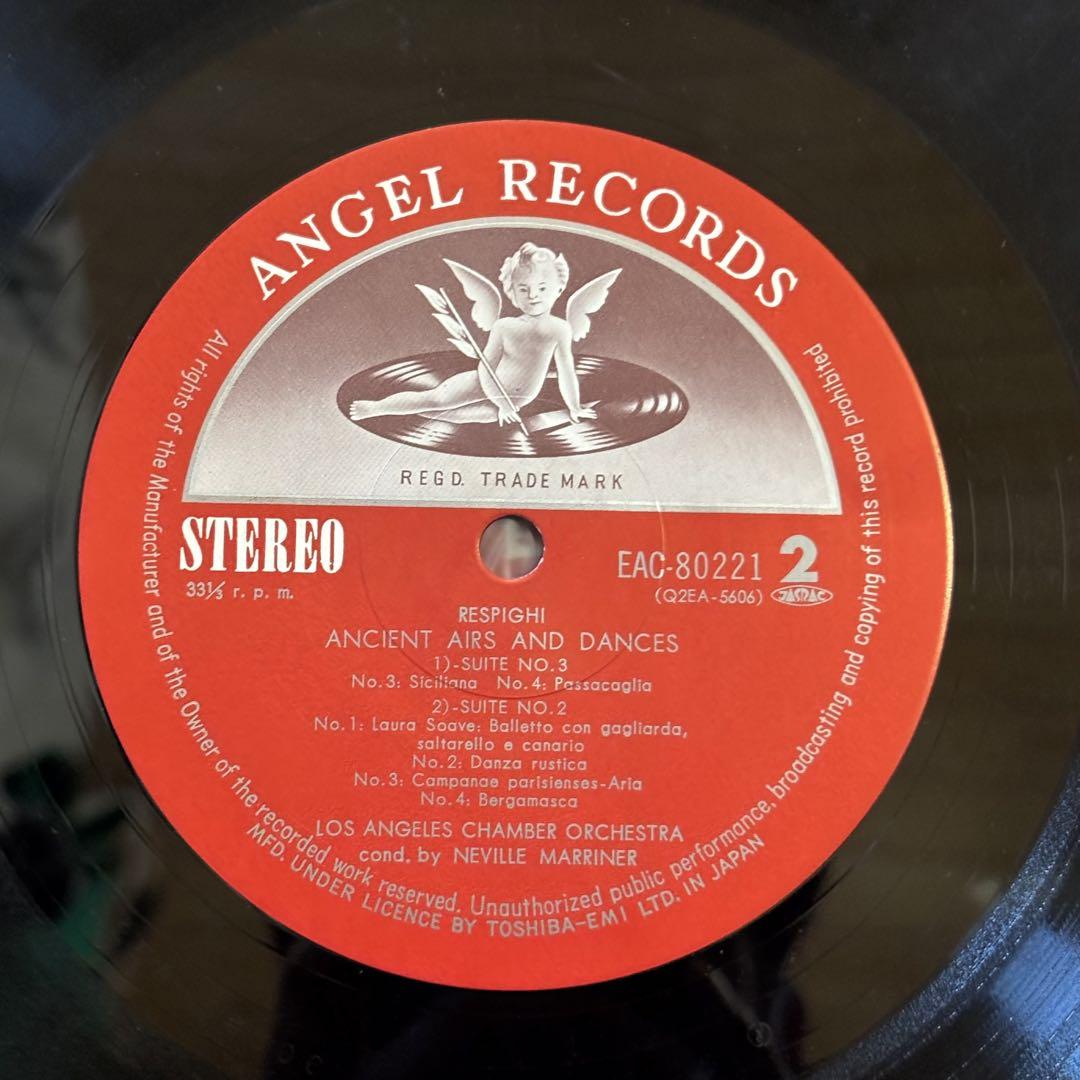 ANGEL RECORDS
REGD. TRADE MARK
STEREO
33⅓ r. p. m.
EAC-80221 2
(Q2EA-5606) JASRAC
RESPIGHI
ANCIENT AIRS AND DANCES
1)-SUITE NO.3
No.3: Siciliana No.4: Passacaglia
2)-SUITE NO.2
No.1: Laura Soave: Balletto con gagliarda,
saltarello e canario
No.2: Danza rustica
No.3: Campanae parisienses-Aria
No.4: Bergamasca
LOS ANGELES CHAMBER ORCHESTRA
cond. by NEVILLE MARRINER
All rights of the Manufacturer and of the Owner of the recorded work reserved. Unauthorized public performance, broadcasting and copying of this record prohibited
MFD. UNDER LICENCE BY TOSHIBA-EMI LTD. IN JAPAN